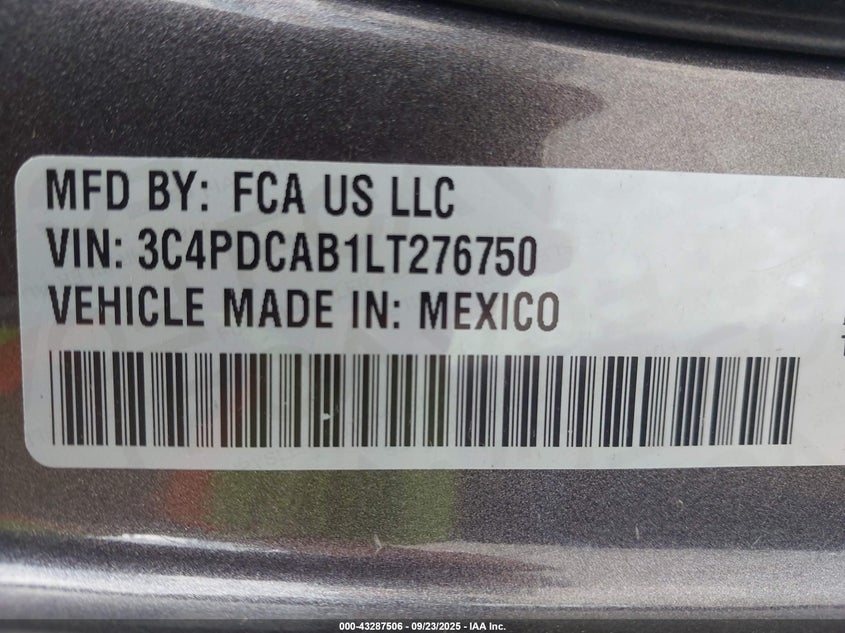 MFD BY: FCA US LLC
VIN: 3C4PDCAB1LT276750
VEHICLE MADE IN: MEXICO
000-43287506 - 09/23/2025 - IAA Inc.